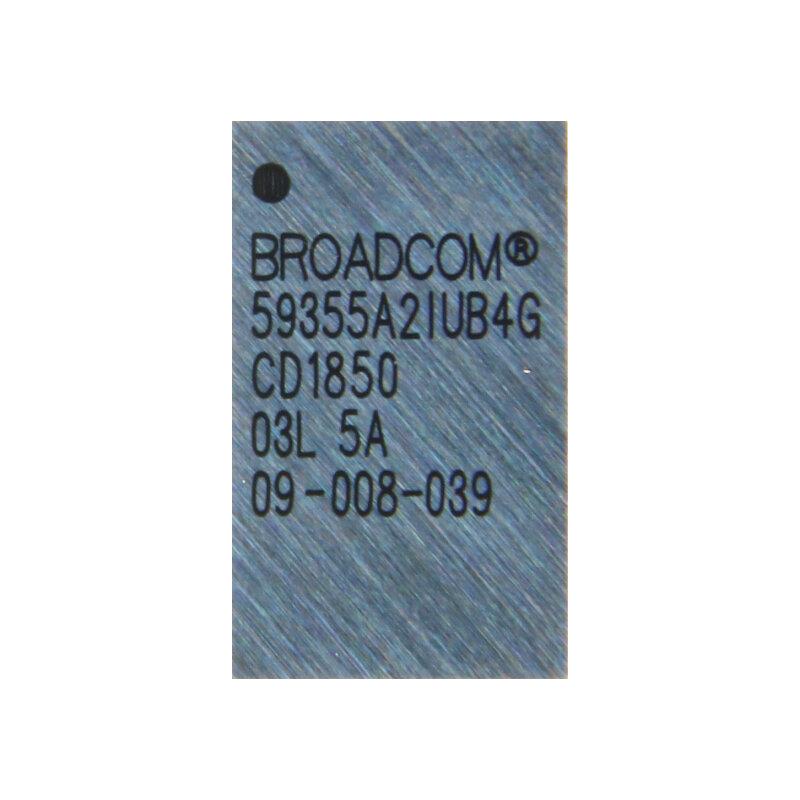 BROADCOM®
59355A2IUB4G
CD1850
03L 5A
09-008-039